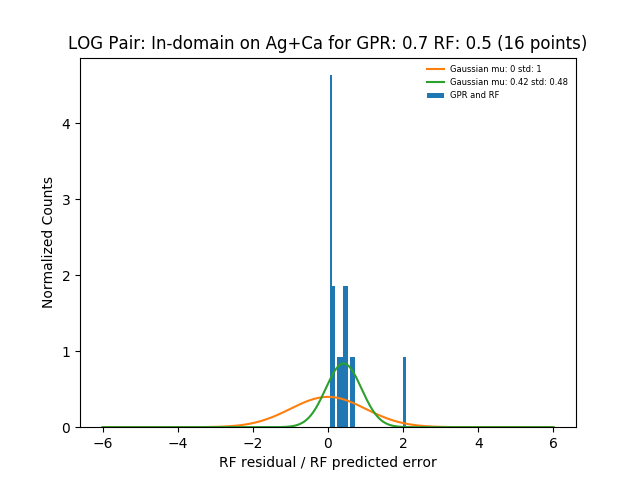 LOG Pair: In-domain on Ag+Ca for GPR: 0.7 RF: 0.5 (16 points)
Gaussian mu: 0 std: 1
Gaussian mu: 0.42 std: 0.48
GPR and RF
Normalized Counts
4
3
2
1
0
−6
−4
−2
0
2
4
6
RF residual / RF predicted error